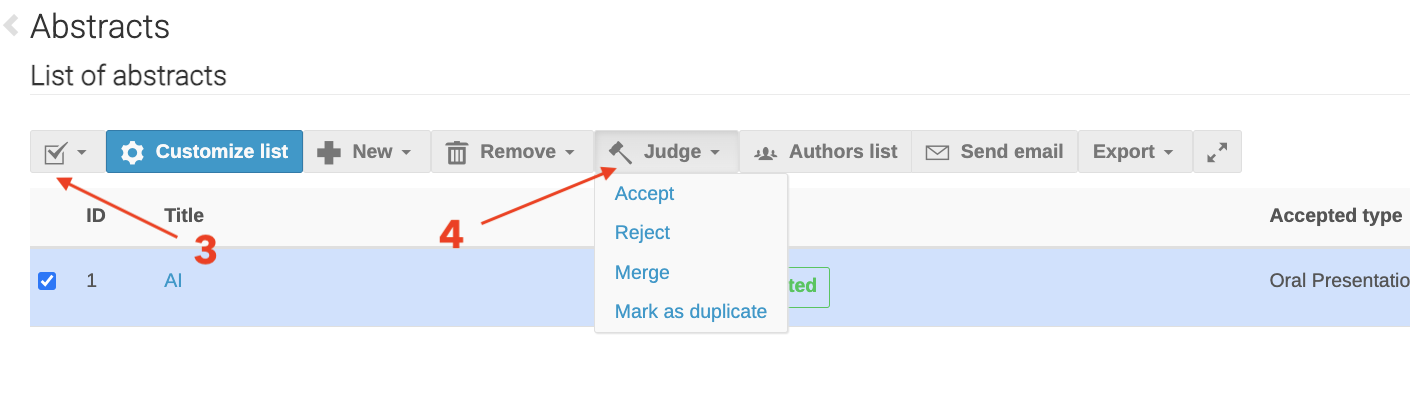 Abstracts
List of abstracts
Customize list New Remove Judge Authors list Send email Export
Accept
ID Title Accepted type
Reject
4
3
Merge
1 AI ted Oral Presentatio
Mark as duplicate